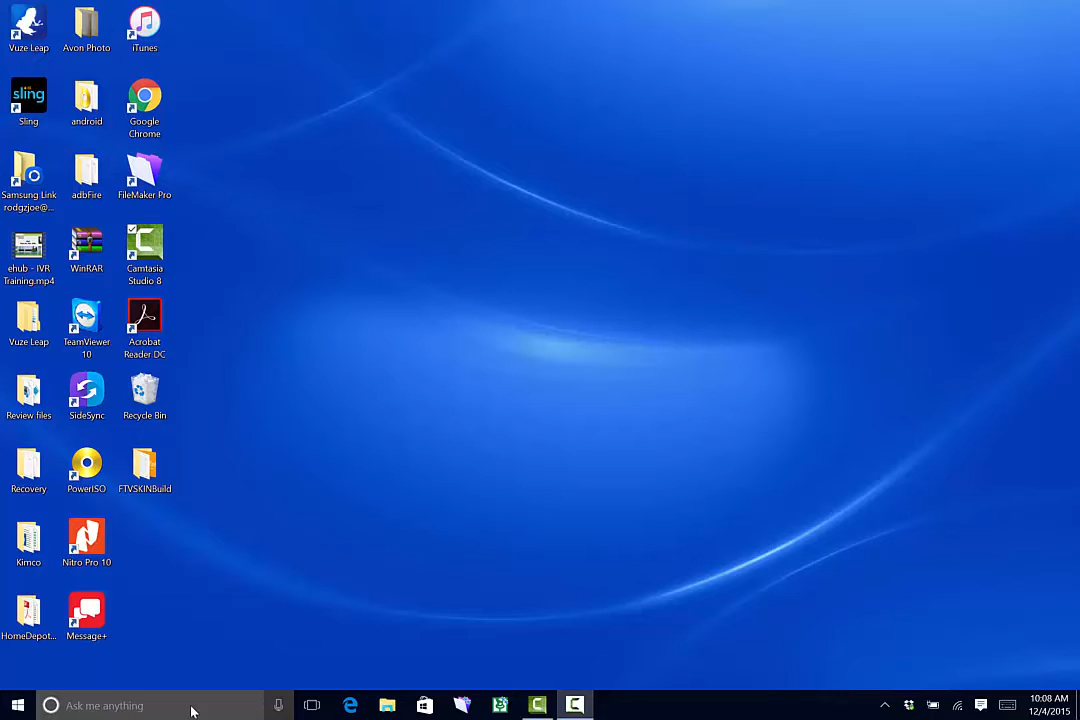 Vuze Leap
Avon Photo
iTunes
sling
Sling
android
Google
Chrome
Samsung Link
rodgzjoe@...
adbFire
FileMaker Pro
ehub - IVR
Training.mp4
WinRAR
Camtasia
Studio 8
Vuze Leap
TeamViewer
10
Acrobat
Reader DC
Review files
SideSync
Recycle Bin
Recovery
PowerISO
FTVSKINBuild
Kimco
Nitro Pro 10
HomeDepot...
Message+
Ask me anything
10:08 AM
12/4/2015